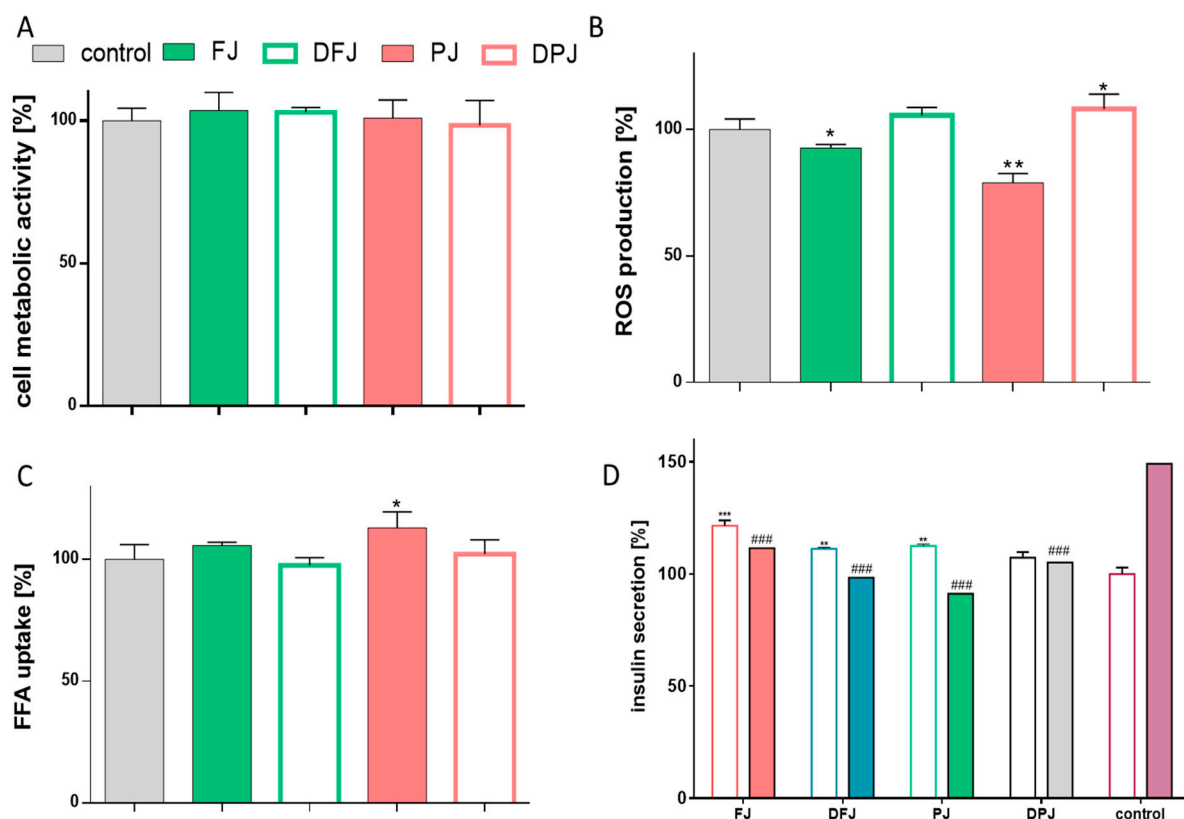 A
control FJ DFJ PJ DPJ
cell metabolic activity [%]
100
50
0
B
ROS production [%]
100
50
0
*
**
*
C
FFA uptake [%]
100
50
0
*
D
insulin secretion [%]
150
100
50
0
*** ###
** ###
** ###
###
FJ DFJ PJ DPJ control